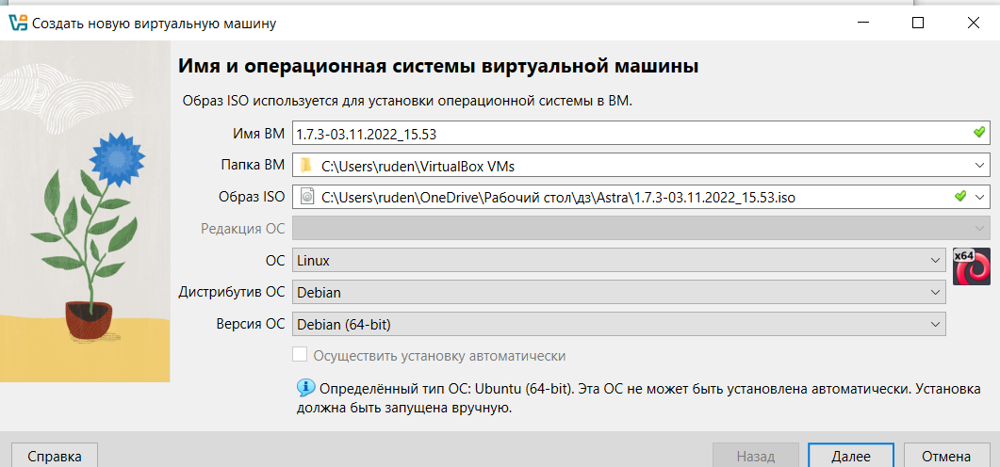 Создать новую виртуальную машину
Имя и операционная системы виртуальной машины
Образ ISO используется для установки операционной системы в ВМ.
Имя ВМ 1.7.3-03.11.2022_15.53
Папка ВМ C:\Users\ruden\VirtualBox VMs
Образ ISO C:\Users\ruden\OneDrive\Рабочий стол\дз\Astra\1.7.3-03.11.2022_15.53.iso
Редакция ОС
ОС Linux x64
Дистрибутив ОС Debian
Версия ОС Debian (64-bit)
Осуществить установку автоматически
Определённый тип ОС: Ubuntu (64-bit). Эта ОС не может быть установлена автоматически. Установка
должна быть запущена вручную.
Справка Назад Далее Отмена